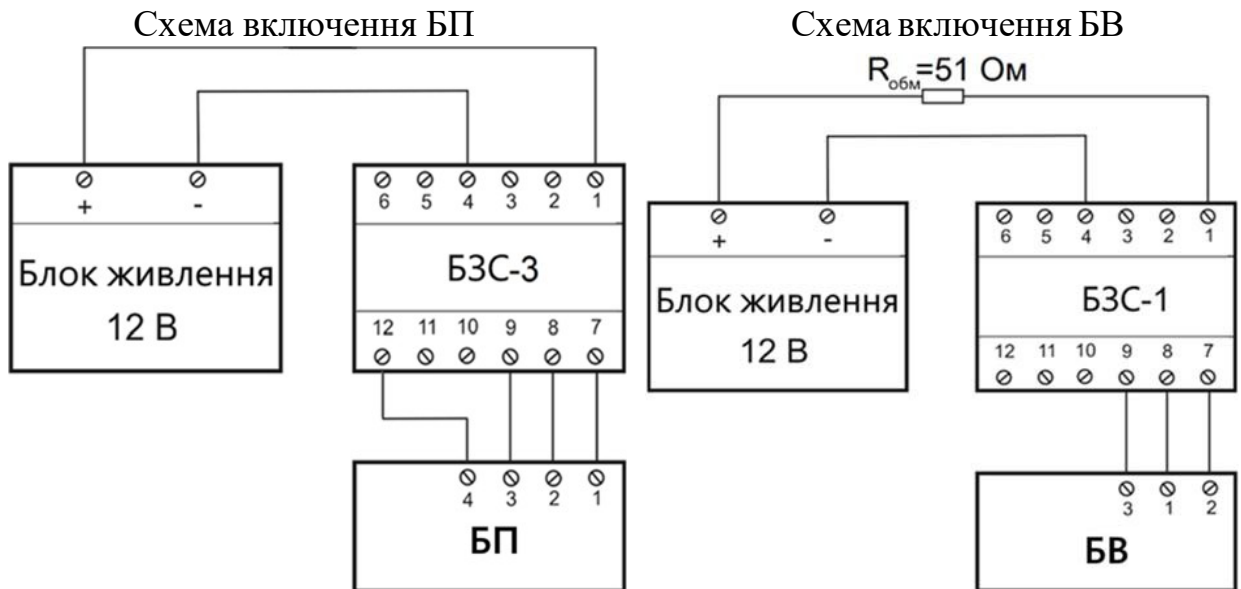 Схема включення БП
+ -
Блок живлення
12 В
6 5 4 3 2 1
БЗС-3
12 11 10 9 8 7
4 3 2 1
БП
Схема включення БВ
Rобм=51 Ом
+ -
Блок живлення
12 В
6 5 4 3 2 1
БЗС-1
12 11 10 9 8 7
3 1 2
БВ